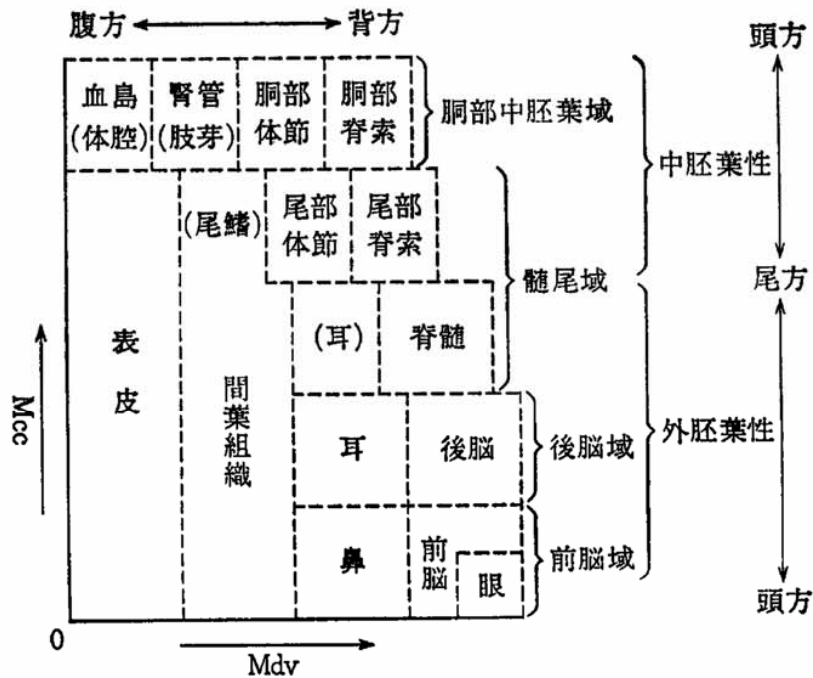 腹方 背方
頭方
血島
(体腔)
腎管
(肢芽)
胴部
体節
胴部
脊索
胴部中胚葉域
中胚葉性
(尾鰭)
尾部
体節
尾部
脊索
髄尾域
尾方
表皮
間葉組織
(耳)
脊髄
耳
後脳
後脳域
外胚葉性
鼻
前脳
眼
前脳域
頭方
Mcc
0
Mdv